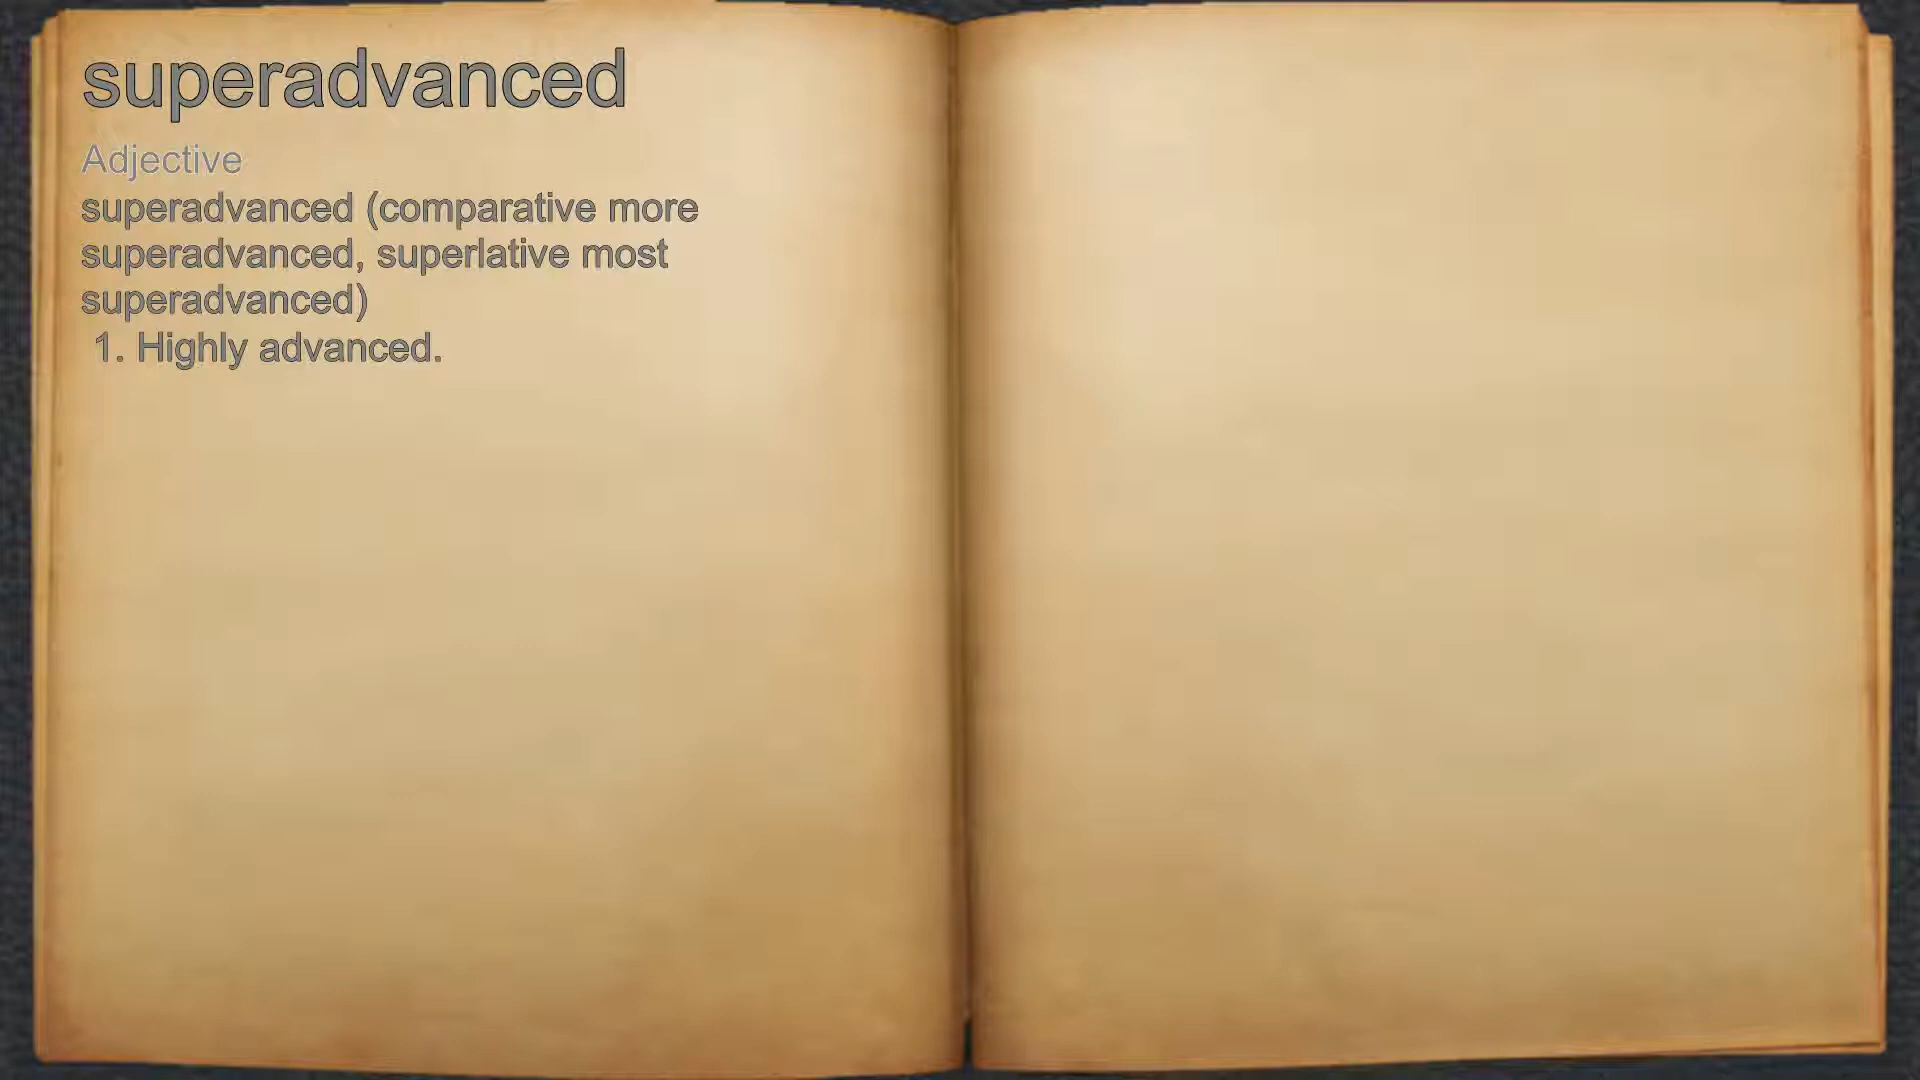 superadvanced
Adjective
superadvanced (comparative more
superadvanced, superlative most
superadvanced)
1. Highly advanced.